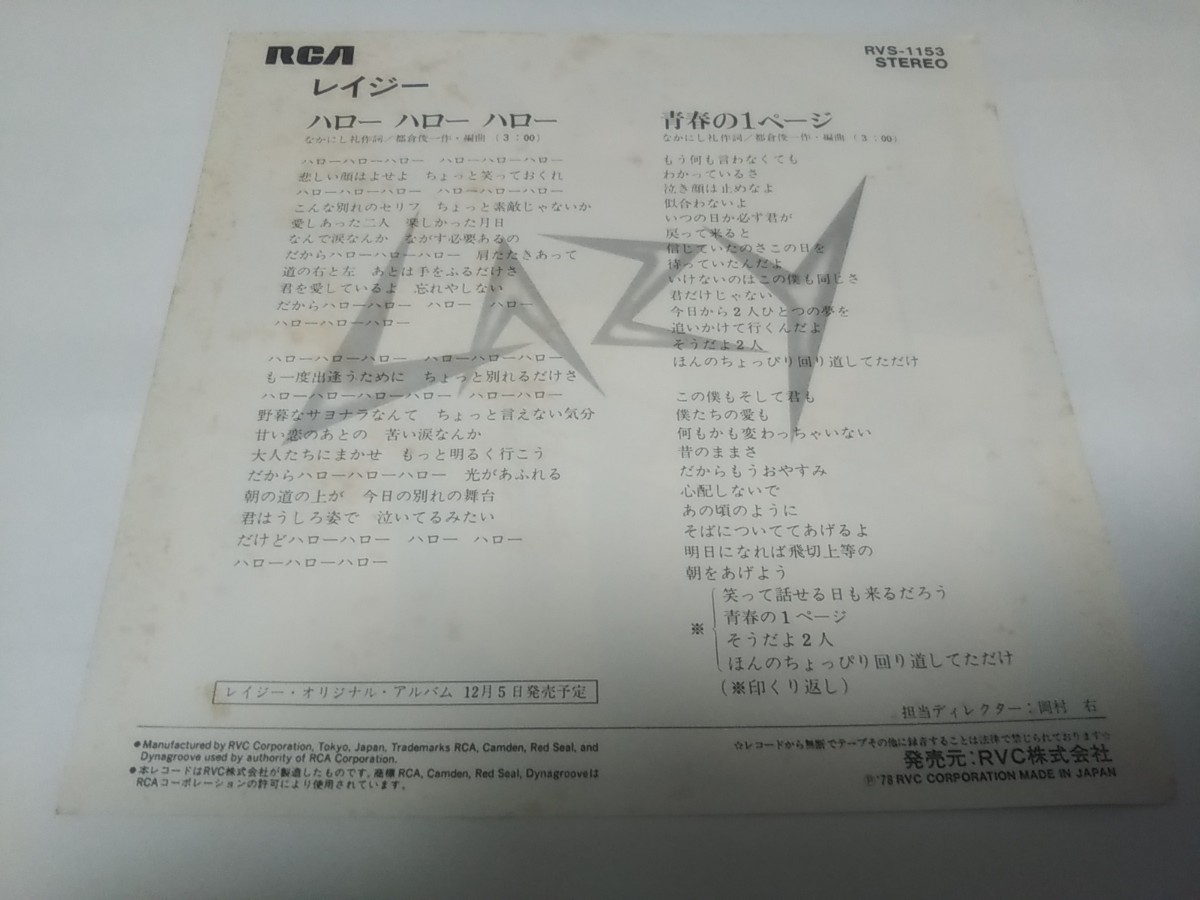 RCA
RVS-1153
STEREO
レイジー
ハロー ハロー ハロー
なかにし礼作詞/都倉俊一作・編曲 (3:00)
ハローハローハロー ハローハローハロー
悲しい顔はよせよ ちょっと笑っておくれ
ハローハローハロー ハローハローハロー
こんな別れのセリフ ちょっと素敵じゃないか
愛しあった二人 楽しかった月日
なんで涙なんか ながす必要あるの
だからハローハローハロー 肩たたきあって
道の右と左 あとは手をふるだけさ
君を愛しているよ 忘れやしない
だからハローハロー ハロー ハロー
ハローハローハロー
ハローハローハロー ハローハローハロー
も一度出逢うために ちょっと別れるだけさ
ハローハローハローハロー ハローハロー
野暮なサヨナラなんて ちょっと言えない気分
甘い恋のあとの 苦い涙なんか
大人たちにまかせ もっと明るく行こう
だからハローハローハロー 光があふれる
朝の道の上が 今日の別れの舞台
君はうしろ姿で 泣いてるみたい
だけどハローハロー ハロー ハロー
ハローハローハロー
レイジー・オリジナル・アルバム 12月5日発売予定
青春の1ページ
なかにし礼作詞/都倉俊一作・編曲 (3:00)
もう何も言わなくても
わかっているさ
泣き顔は止めなよ
似合わないよ
いつの日か必ず君が
戻って来ると
信じていたのさこの日を
待っていたんだよ
いけないのはこの僕も同じさ
君だけじゃない
今日から2人ひとつの夢を
追いかけて行くんだよ
そうだよ2人
ほんのちょっぴり回り道してただけ
この僕もそして君も
僕たちの愛も
何もかも変わっちゃいない
昔のままさ
だからもうおやすみ
心配しないで
あの頃のように
そばについててあげるよ
明日になれば飛切上等の
朝をあげよう
※
笑って話せる日も来るだろう
青春の1ページ
そうだよ2人
ほんのちょっぴり回り道してただけ
(※印くり返し)
LAZY
担当ディレクター:岡村 右
●Manufactured by RVC Corporation, Tokyo, Japan, Trademarks RCA, Camden, Red Seal, and
Dynagroove used by authority of RCA Corporation.
●本レコードはRVC株式会社が製造したものです。商標RCA, Camden, Red Seal, Dynagrooveは
RCAコーポレーションの許可により使用されています。
☆レコードから無断でテープその他に録音することは法律で禁じられております☆
発売元:RVC株式会社
Ⓟ'78 RVC CORPORATION MADE IN JAPAN